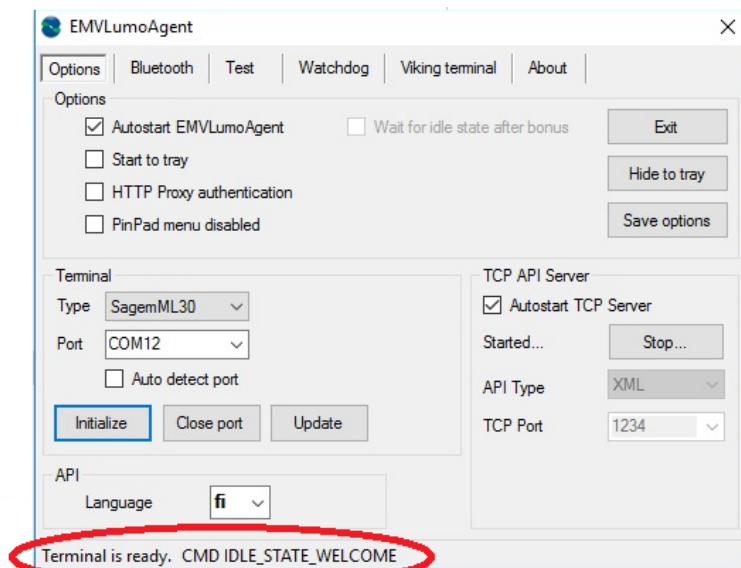 EMVLumoAgent
Options Bluetooth Test Watchdog Viking terminal About
Options
Autostart EMVLumoAgent Wait for idle state after bonus Exit
Start to tray
Hide to tray
HTTP Proxy authentication
PinPad menu disabled Save options
Terminal
Type SagemML30
Port COM12
Auto detect port
Initialize Close port Update
TCP API Server
Autostart TCP Server
Started... Stop...
API Type XML
TCP Port 1234
API
Language fi
Terminal is ready. CMD IDLE_STATE_WELCOME